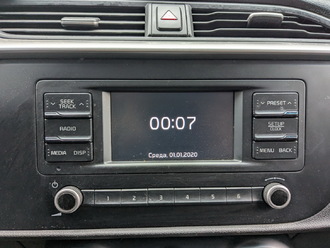 SEEK
TRACK
RADIO
MEDIA DISP
00:07
Среда, 01.01.2020
PRESET
SETUP
CLOCK
MENU BACK
1 2 3 4 5 6